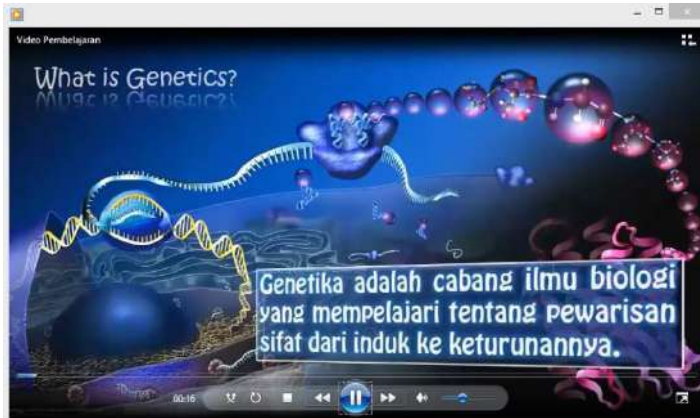 Video Pembelajaran
What is Genetics?
Genetika adalah cabang ilmu biologi
yang mempelajari tentang pewarisan
sifat dari induk ke keturunannya.
00:16